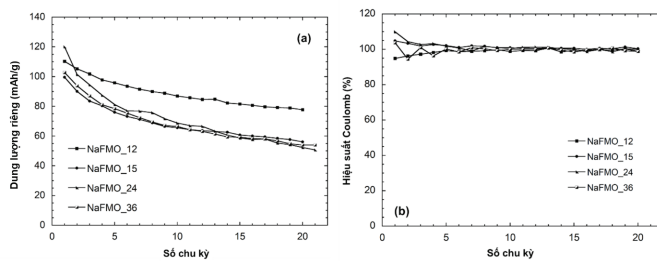 140
120
100
80
60
40
20
0
0
5
10
15
20
Dung lượng riêng (mAh/g)
Số chu kỳ
(a)
NaFMO_12
NaFMO_15
NaFMO_24
NaFMO_36
120
100
80
60
40
20
0
0
5
10
15
20
Hiệu suất Coulomb (%)
Số chu kỳ
(b)
NaFMO_12
NaFMO_15
NaFMO_24
NaFMO_36